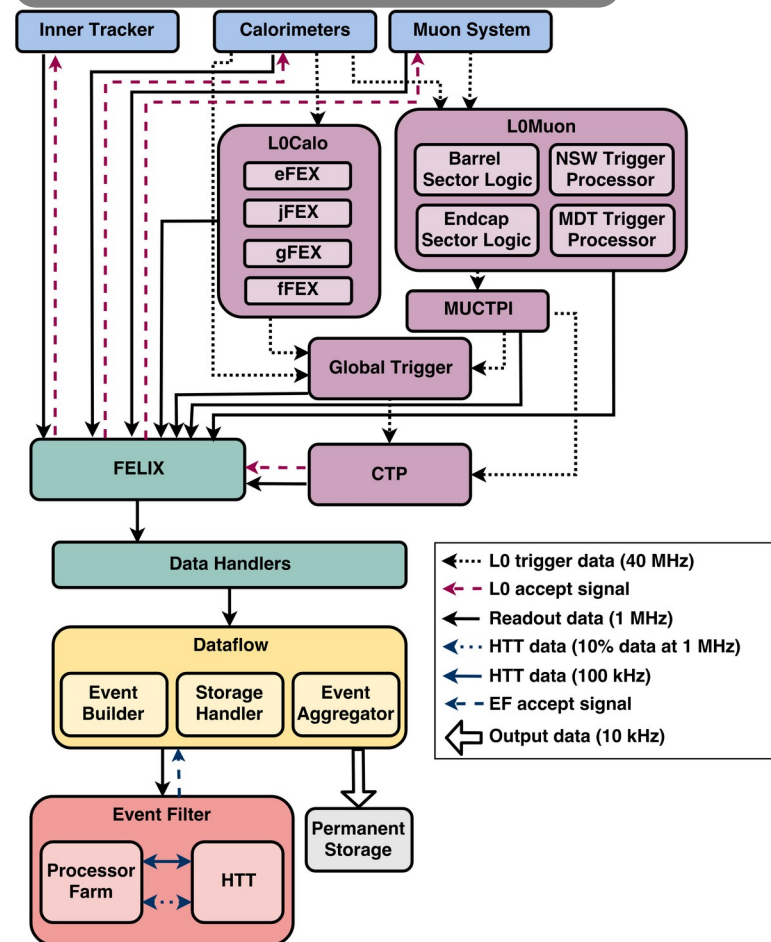 Inner Tracker
Calorimeters
Muon System
L0Calo
eFEX
jFEX
gFEX
fFEX
L0Muon
Barrel
Sector Logic
NSW Trigger
Processor
Endcap
Sector Logic
MDT Trigger
Processor
MUCTPI
Global Trigger
FELIX
CTP
Data Handlers
Dataflow
Event
Builder
Storage
Handler
Event
Aggregator
Event Filter
Processor
Farm
HTT
Permanent
Storage
L0 trigger data (40 MHz)
L0 accept signal
Readout data (1 MHz)
HTT data (10% data at 1 MHz)
HTT data (100 kHz)
EF accept signal
Output data (10 kHz)